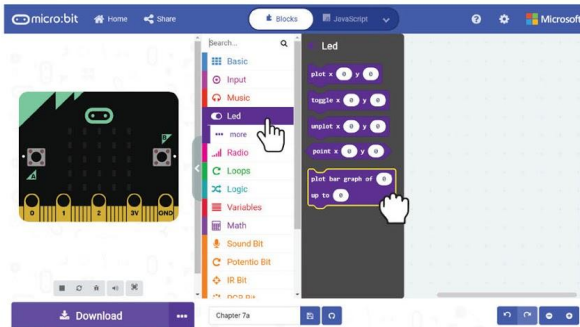 micro:bit Home Share Blocks JavaScript Microsoft
Search... Led
Basic
Input
Music
Led
more
Radio
Loops
Logic
Variables
Math
Sound Bit
Potentio Bit
IR Bit
plot x 0 y 0
toggle x 0 y 0
unplot x 0 y 0
point x 0 y 0
plot bar graph of 0
up to 0
A
B
0 1 2 3V GND
Download
Chapter 7a